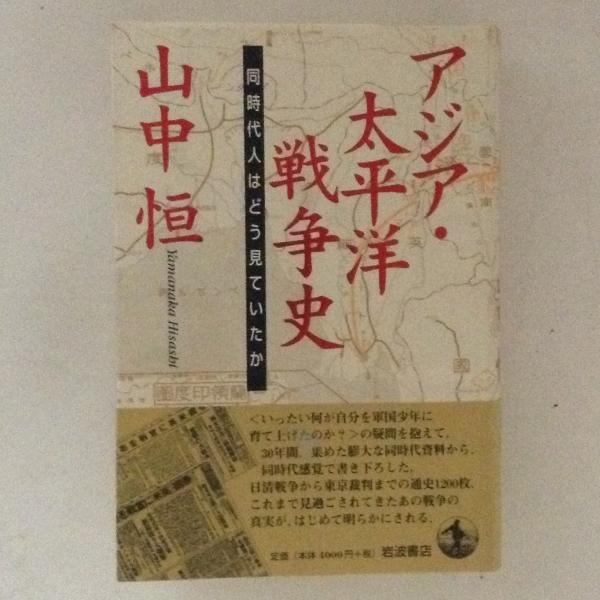 アジア・
太平洋
戦争史
同時代人はどう見ていたか
山中 恒
Yamanaka Hisashi
圖度印領蘭
＜いったい何が自分を軍国少年に
育て上げたのか？＞の疑問を抱えて、
30年間、集めた膨大な同時代資料から、
同時代感覚で書き下ろした、
日清戦争から東京裁判までの通史1200枚、
これまで見過ごされてきたあの戦争の
真実が、はじめて明らかにされる．
定価（本体 4000円＋税） 岩波書店